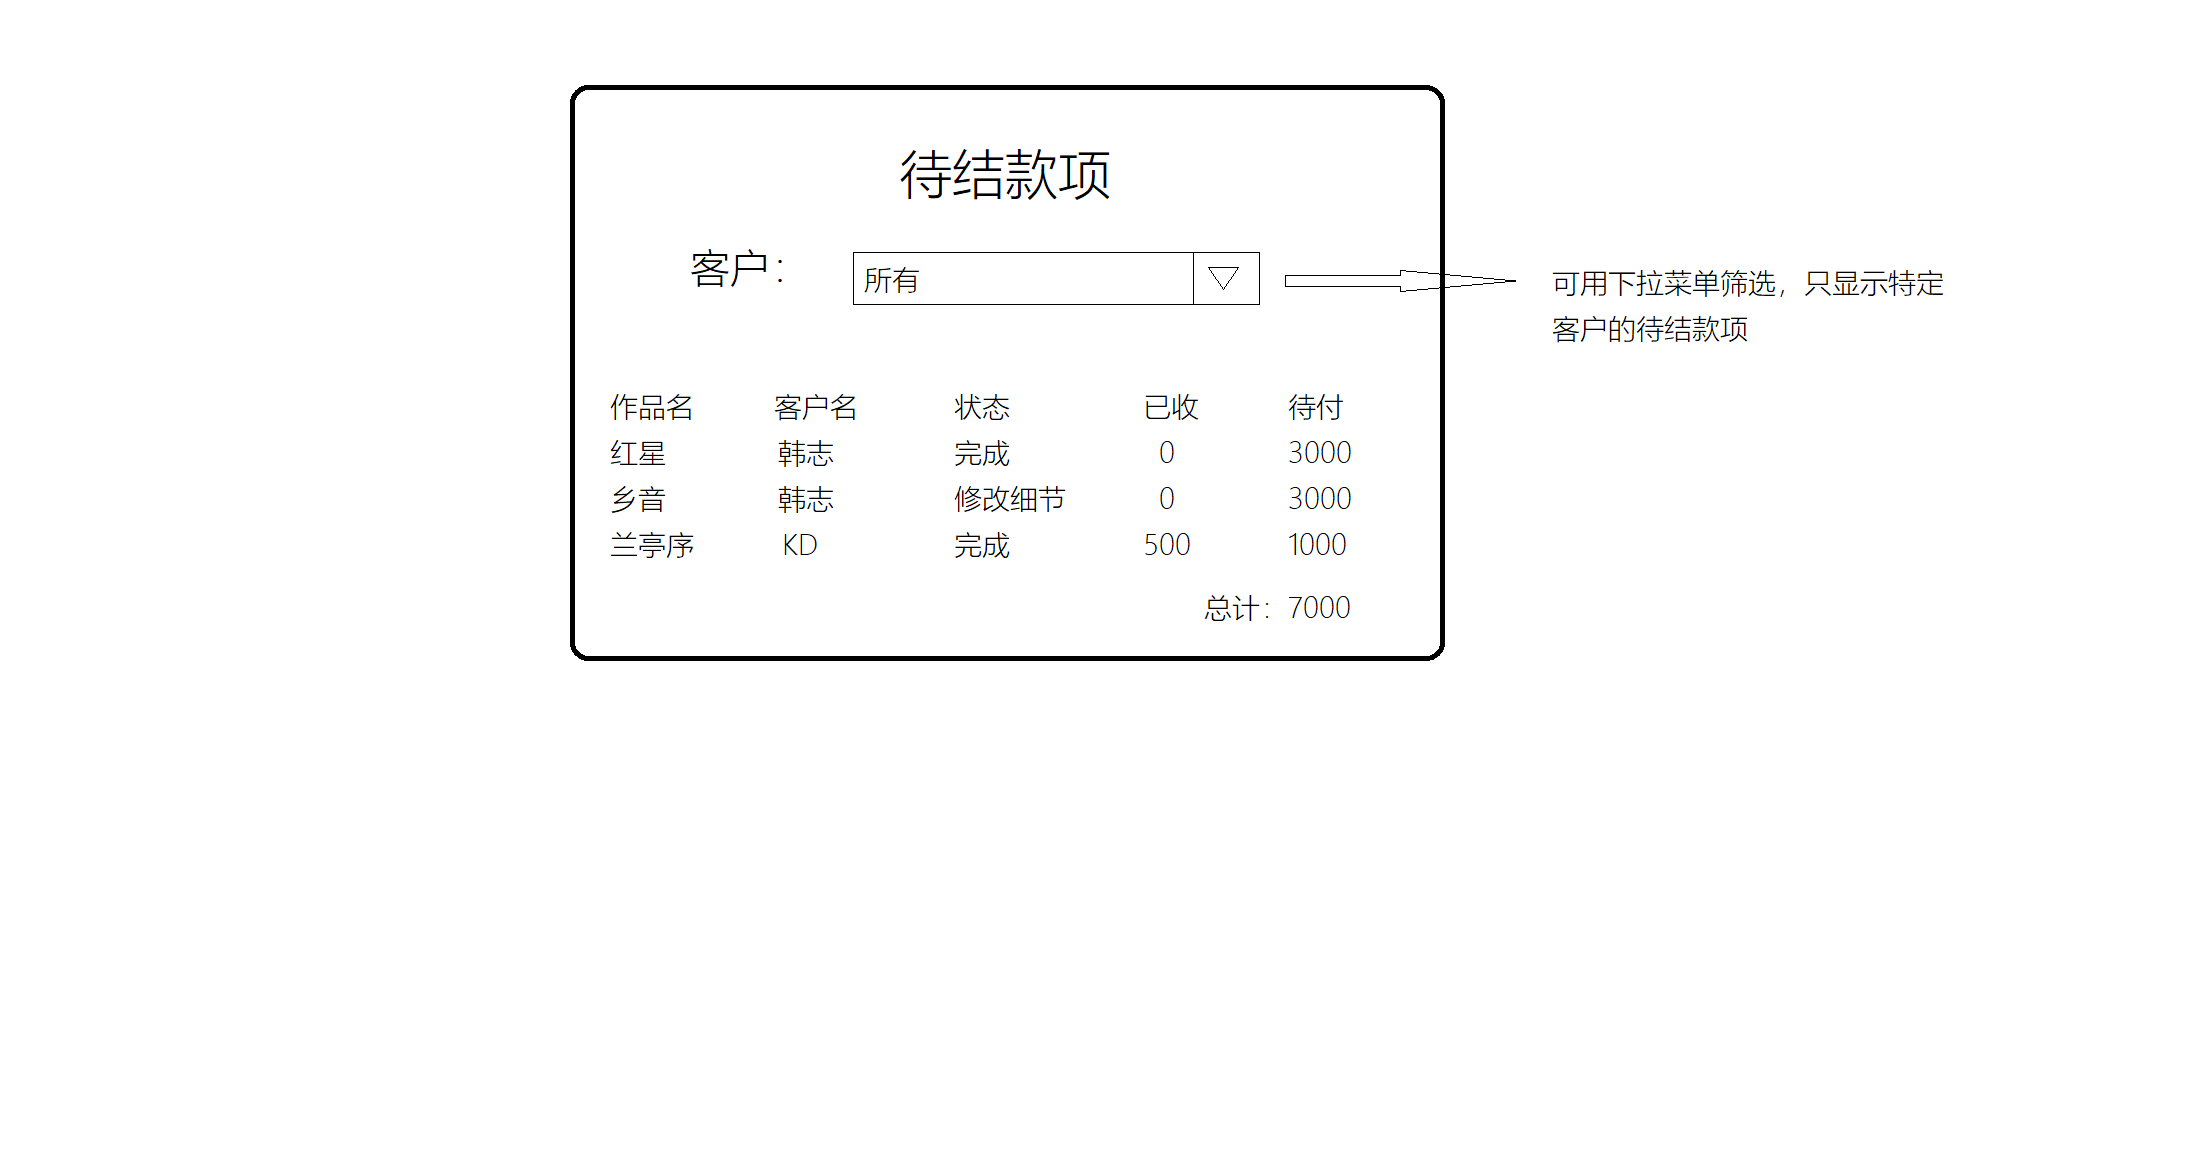 待结款项
客户：
所有
可用下拉菜单筛选，只显示特定
客户的待结款项
作品名 客户名 状态 已收 待付
红星 韩志 完成 0 3000
乡音 韩志 修改细节 0 3000
兰亭序 KD 完成 500 1000
总计：7000